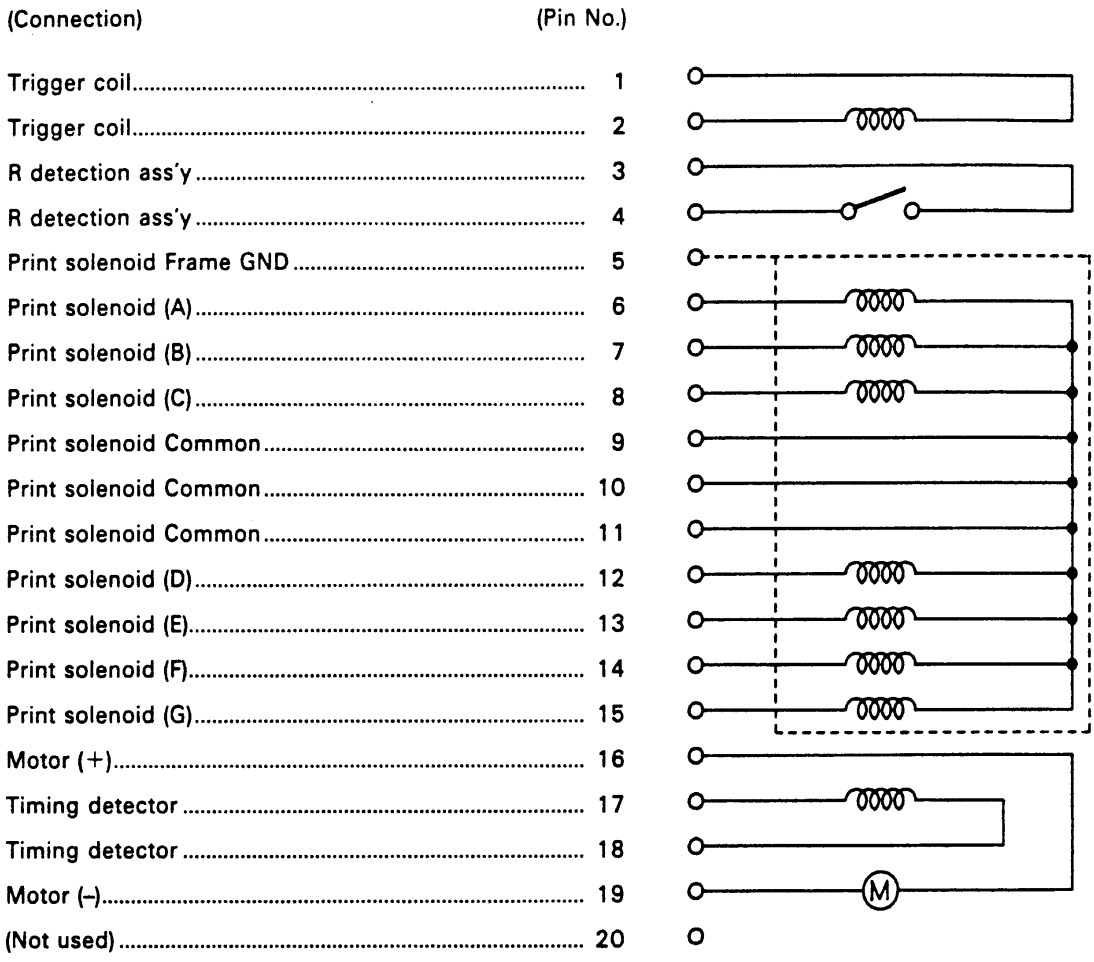 (Connection) (Pin No.)
Trigger coil........ 1
Trigger coil........ 2
R detection ass'y........ 3
R detection ass'y........ 4
Print solenoid Frame GND........ 5
Print solenoid (A)........ 6
Print solenoid (B)........ 7
Print solenoid (C)........ 8
Print solenoid Common........ 9
Print solenoid Common........ 10
Print solenoid Common........ 11
Print solenoid (D)........ 12
Print solenoid (E)........ 13
Print solenoid (F)........ 14
Print solenoid (G)........ 15
Motor (+)........ 16
Timing detector........ 17
Timing detector........ 18
Motor (–)........ 19
M
(Not used)........ 20